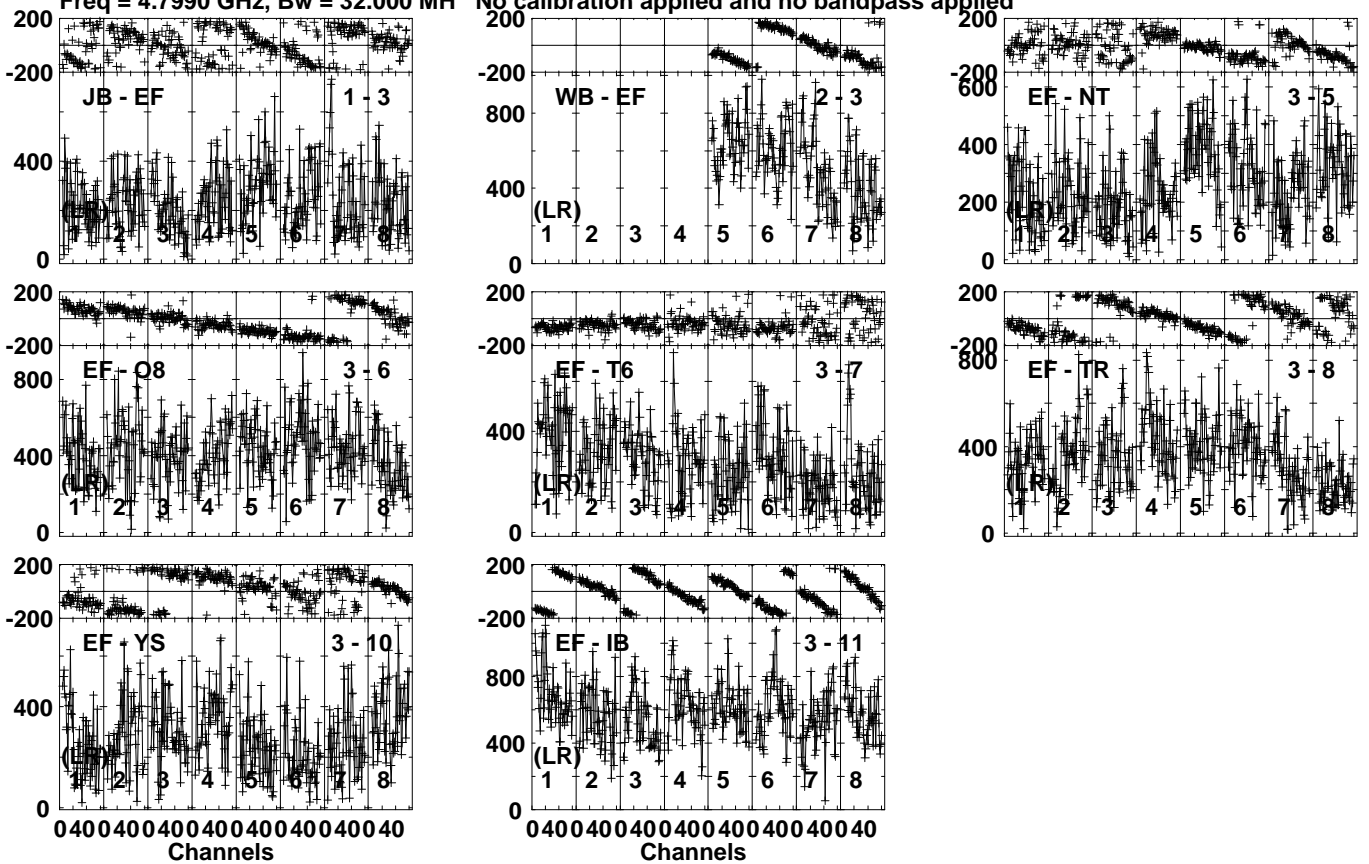 Freq = 4.7990 GHz, Bw = 32.000 MH No calibration applied and no bandpass applied
200
-200
JB - EF 1 - 3
400
(LR)
1 2 3 4 5 6 7 8
0
200
-200
WB - EF 2 - 3
800
400
(LR)
1 2 3 4 5 6 7 8
0
200
-200
600
EF - NT 3 - 5
400
200
(LR)
1 2 3 4 5 6 7 8
0
200
-200
EF - O8 3 - 6
800
400
(LR)
1 2 3 4 5 6 7 8
0
200
-200
EF - T6 3 - 7
400
(LR)
1 2 3 4 5 6 7 8
0
200
-200
800
EF - TR 3 - 8
400
(LR)
1 2 3 4 5 6 7 8
0
200
-200
EF - YS 3 - 10
400
(LR)
1 2 3 4 5 6 7 8
0
0 40 0 40 0 40 0 40 0 40 0 40 0 40 0 40
Channels
200
-200
EF - IB 3 - 11
800
400
(LR)
1 2 3 4 5 6 7 8
0
0 40 0 40 0 40 0 40 0 40 0 40 0 40 0 40
Channels